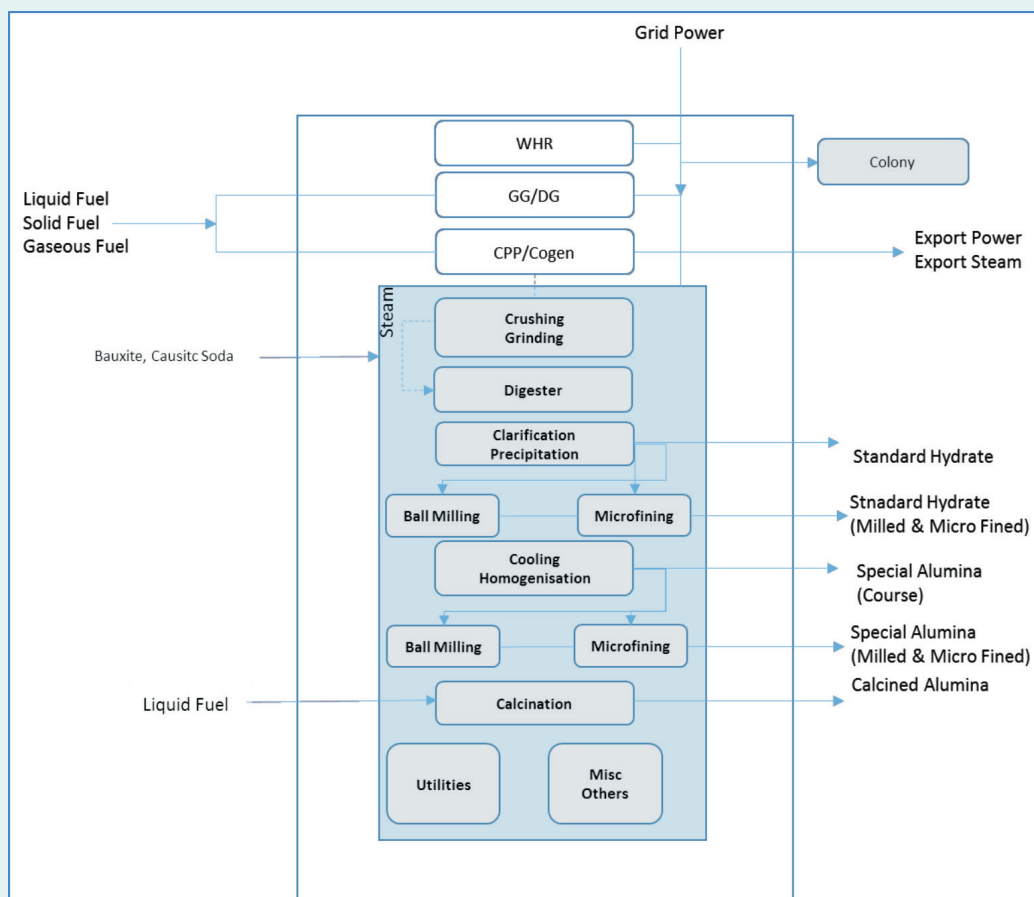 Grid Power
WHR
Colony
Liquid Fuel
Solid Fuel
Gaseous Fuel
GG/DG
CPP/Cogen
Export Power
Export Steam
Steam
Crushing
Grinding
Bauxite, Causitc Soda
Digester
Clarification
Precipitation
Standard Hydrate
Ball Milling
Microfining
Stnadard Hydrate
(Milled & Micro Fined)
Cooling
Homogenisation
Special Alumina
(Course)
Ball Milling
Microfining
Special Alumina
(Milled & Micro Fined)
Liquid Fuel
Calcination
Calcined Alumina
Utilities
Misc
Others